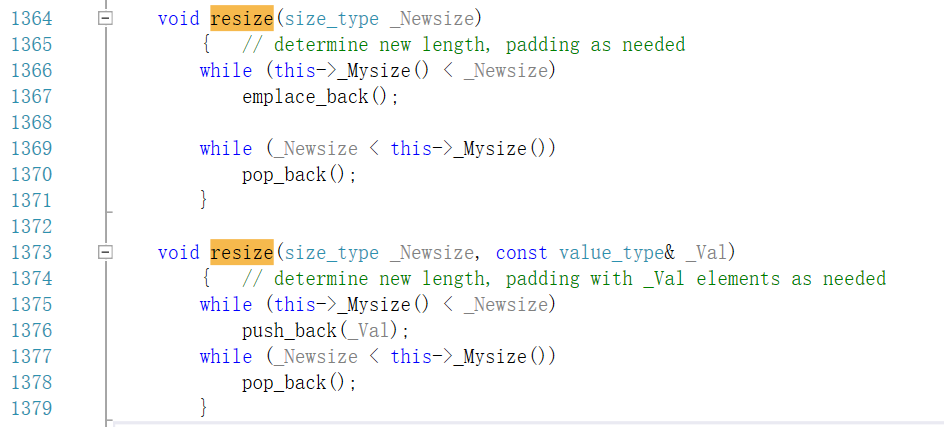 1364 void resize(size_type _Newsize)
1365 { // determine new length, padding as needed
1366 while (this->_Mysize() < _Newsize)
1367 emplace_back();
1368
1369 while (_Newsize < this->_Mysize())
1370 pop_back();
1371 }
1372
1373 void resize(size_type _Newsize, const value_type& _Val)
1374 { // determine new length, padding with _Val elements as needed
1375 while (this->_Mysize() < _Newsize)
1376 push_back(_Val);
1377 while (_Newsize < this->_Mysize())
1378 pop_back();
1379 }